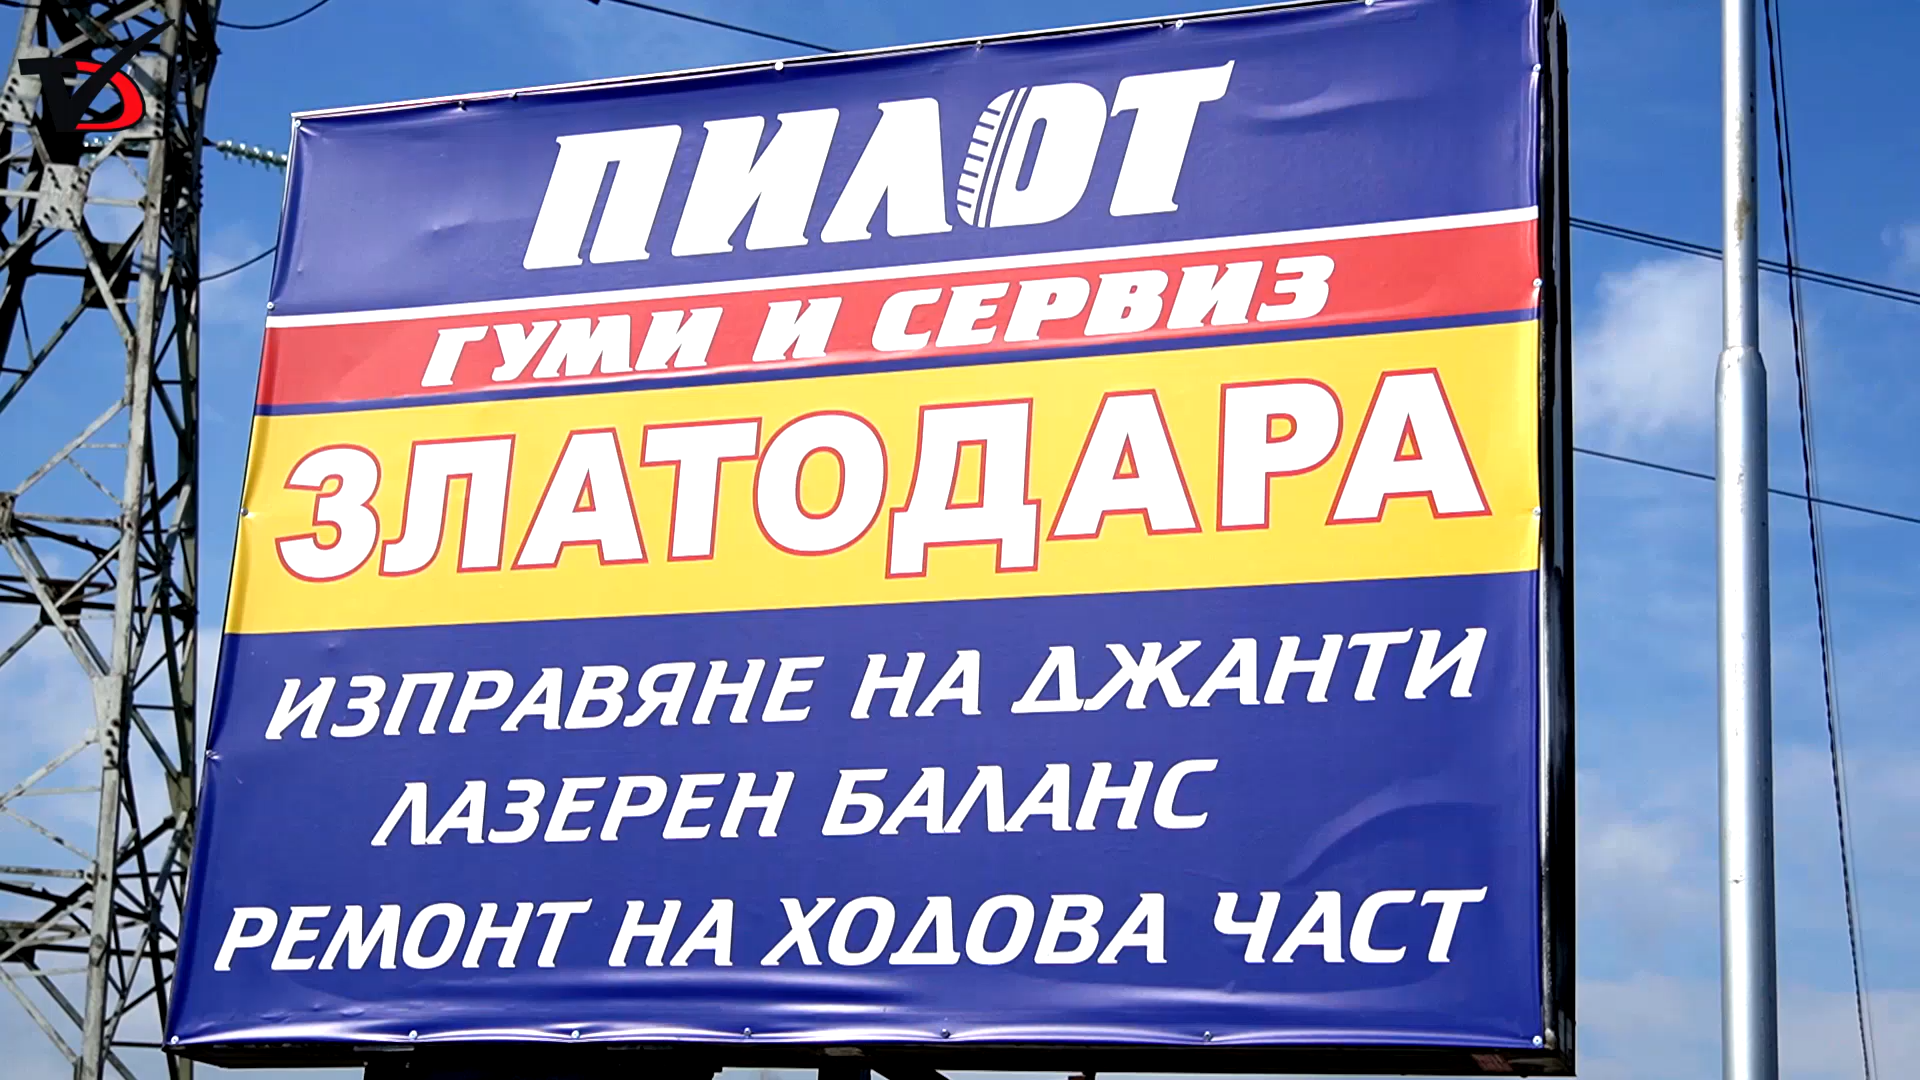 ПИЛОТ
ГУМИ И СЕРВИЗ
ЗЛАТОДАРА
ИЗПРАВЯНЕ НА ДЖАНТИ
ЛАЗЕРЕН БАЛАНС
РЕМОНТ НА ХОДОВА ЧАСТ